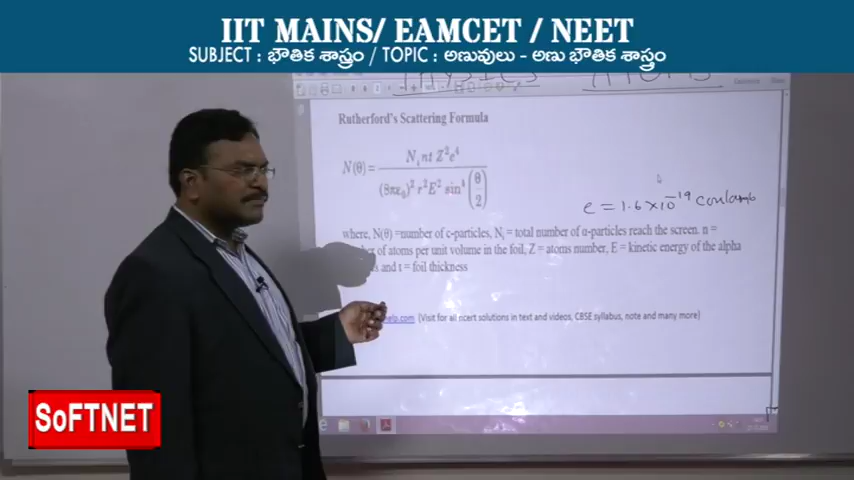 IIT MAINS/ EAMCET / NEET
SUBJECT : భౌతిక శాస్త్రం / TOPIC : అణువులు - అణు భౌతిక శాస్త్రం
Rutherford's Scattering Formula
N(θ) = N_i nt Z²e⁴ / (8πε₀)² r²E² sin⁴(θ/2)
e = 1.6×10⁻¹⁹ coulamb
where, N(θ) =number of c-particles, N_i = total number of α-particles reach the screen. n =
of atoms per unit volume in the foil, Z = atoms number, E = kinetic energy of the alpha
and t = foil thickness
help.com (Visit for all ncert solutions in text and videos, CBSE syllabus, note and many more)
SoFTNET